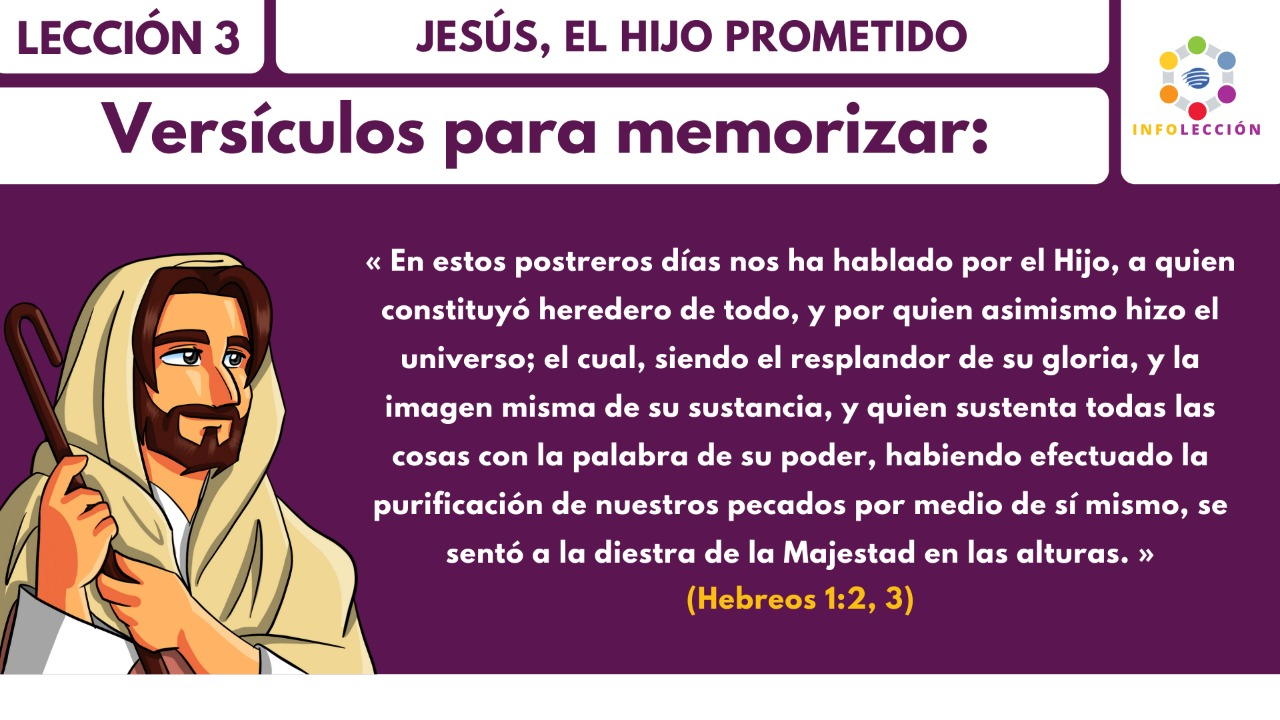 LECCIÓN 3
JESÚS, EL HIJO PROMETIDO
INFOLECCIÓN
Versículos para memorizar:
« En estos postreros días nos ha hablado por el Hijo, a quien
constituyó heredero de todo, y por quien asimismo hizo el
universo; el cual, siendo el resplandor de su gloria, y la
imagen misma de su sustancia, y quien sustenta todas las
cosas con la palabra de su poder, habiendo efectuado la
purificación de nuestros pecados por medio de sí mismo, se
sentó a la diestra de la Majestad en las alturas. »
(Hebreos 1:2, 3)